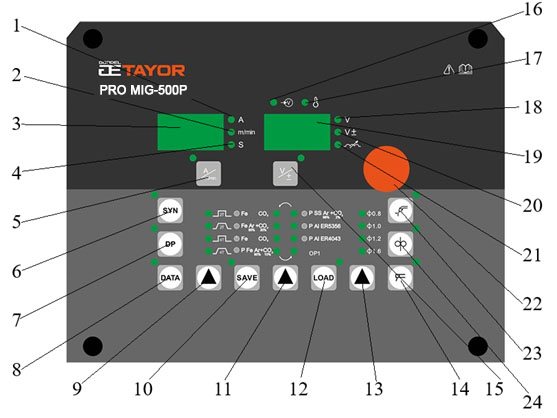 1
16
2
17
3
18
4
19
5
20
6
21
7
22
8
23
9
10
11
12
13
14
15
24
TAYOR
PRO MIG-500P
A
m/min
S
V
V±
A
V
±
SYN
DP
DATA
SAVE
LOAD
Fe CO₂
Fe Ar+CO₂
Fe CO₂
P Fe Ar+CO₂
P SS Ar+CO₂
P Al ER5356
P Al ER4043
OP1
Φ0.8
Φ1.0
Φ1.2
Φ1.6